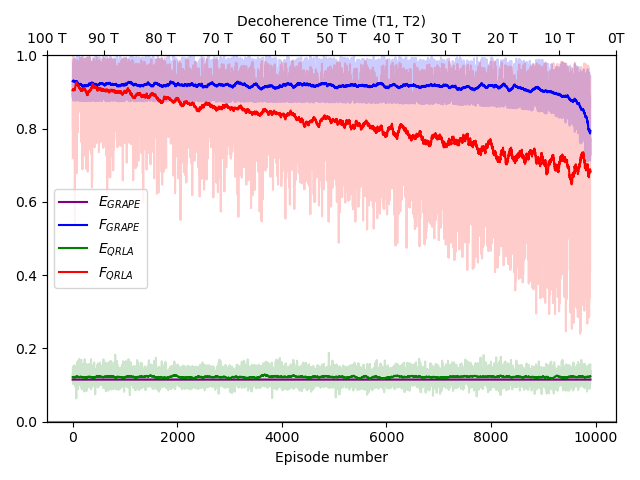 Decoherence Time (T1, T2)
100 T 90 T 80 T 70 T 60 T 50 T 40 T 30 T 20 T 10 T 0T
1.0
0.8
0.6
0.4
0.2
0.0
E_GRAPE
F_GRAPE
E_QRLA
F_QRLA
0 2000 4000 6000 8000 10000
Episode number